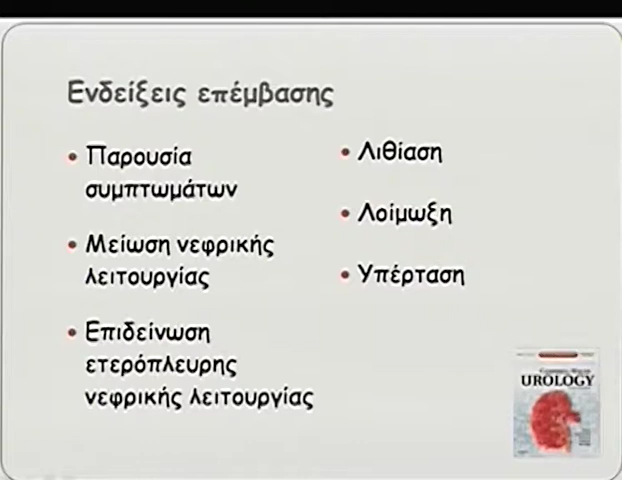 Ενδείξεις επέμβασης
• Παρουσία
συμπτωμάτων
• Μείωση νεφρικής
λειτουργίας
• Επιδείνωση
ετερόπλευρης
νεφρικής λειτουργίας
• Λιθίαση
• Λοίμωξη
• Υπέρταση
UROLOGY